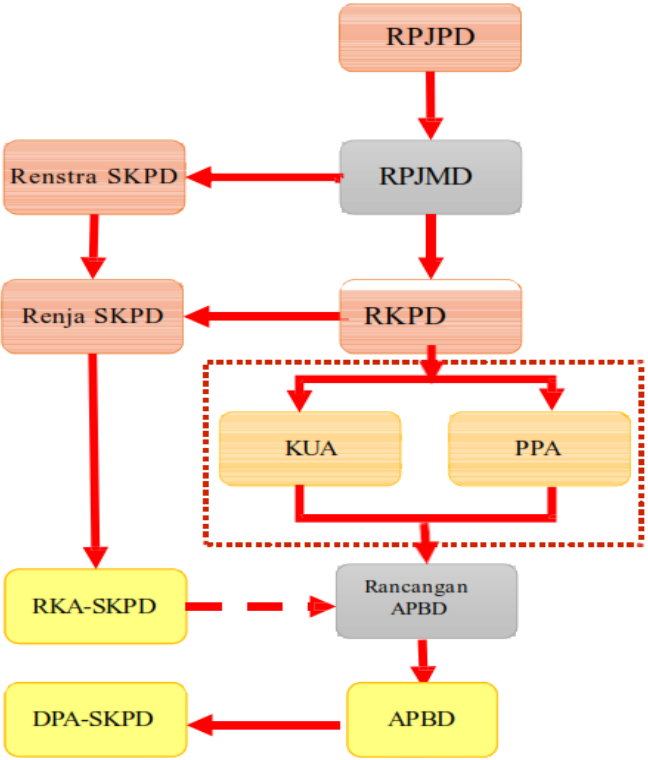 RPJPD
Renstra SKPD
RPJMD
Renja SKPD
RKPD
KUA
PPA
RKA-SKPD
Rancangan
APBD
DPA-SKPD
APBD